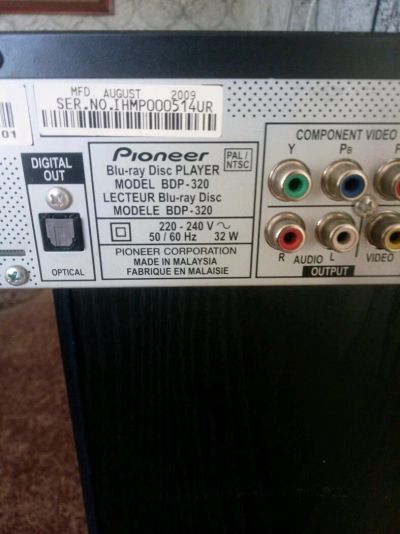 MFD. AUGUST 2009
SER.NO.IHMP000514UR
01
DIGITAL
OUT
OPTICAL
Pioneer
PAL/
NTSC
Blu-ray Disc PLAYER
MODEL BDP-320
LECTEUR Blu-ray Disc
MODELE BDP-320
220 - 240 V ~
50 / 60 Hz 32 W
PIONEER CORPORATION
MADE IN MALAYSIA
FABRIQUE EN MALAISIE
COMPONENT VIDEO
Y PB P
R AUDIO L VIDEO
OUTPUT